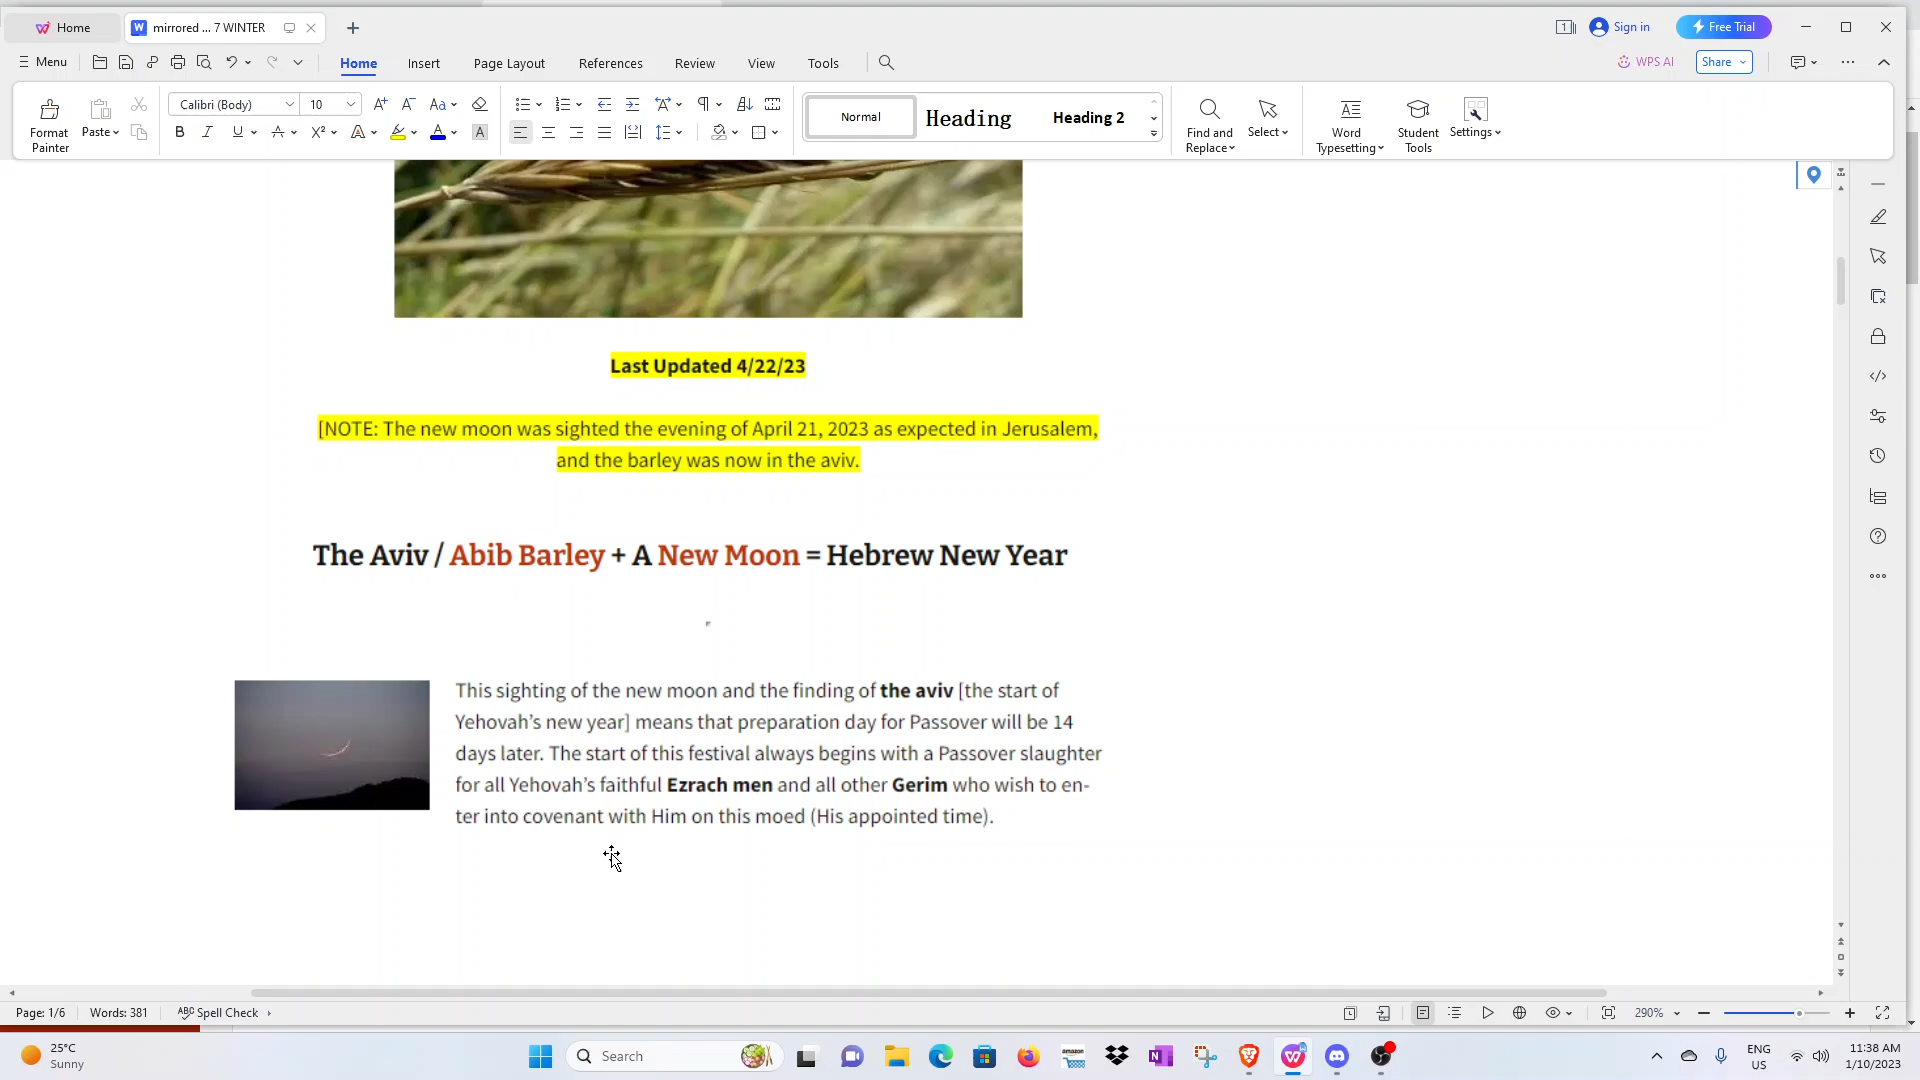 Home
mirrored ... 7 WINTER
1
Sign in
Free Trial
Menu
Home
Insert
Page Layout
References
Review
View
Tools
WPS AI
Share
Format
Painter
Paste
Calibri (Body)
10
Normal
Heading
Heading 2
Find and
Replace
Select
Word
Typesetting
Student
Tools
Settings
Last Updated 4/22/23
[NOTE: The new moon was sighted the evening of April 21, 2023 as expected in Jerusalem,
and the barley was now in the aviv.
The Aviv / Abib Barley + A New Moon = Hebrew New Year
This sighting of the new moon and the finding of the aviv [the start of
Yehovah’s new year] means that preparation day for Passover will be 14
days later. The start of this festival always begins with a Passover slaughter
for all Yehovah’s faithful Ezrach men and all other Gerim who wish to en-
ter into covenant with Him on this moed (His appointed time).
Page: 1/6
Words: 381
Spell Check
290%
25°C
Sunny
Search
amazon
ENG
US
11:38 AM
1/10/2023